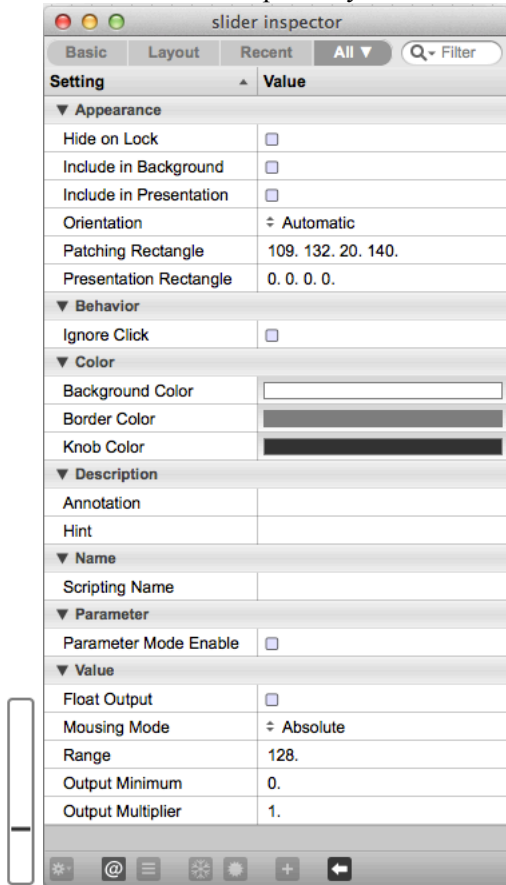 slider inspector
Basic Layout Recent All ▼ Filter
Setting Value
▼ Appearance
Hide on Lock
Include in Background
Include in Presentation
Orientation Automatic
Patching Rectangle 109. 132. 20. 140.
Presentation Rectangle 0. 0. 0. 0.
▼ Behavior
Ignore Click
▼ Color
Background Color
Border Color
Knob Color
▼ Description
Annotation
Hint
▼ Name
Scripting Name
▼ Parameter
Parameter Mode Enable
▼ Value
Float Output
Mousing Mode Absolute
Range 128.
Output Minimum 0.
Output Multiplier 1.
@